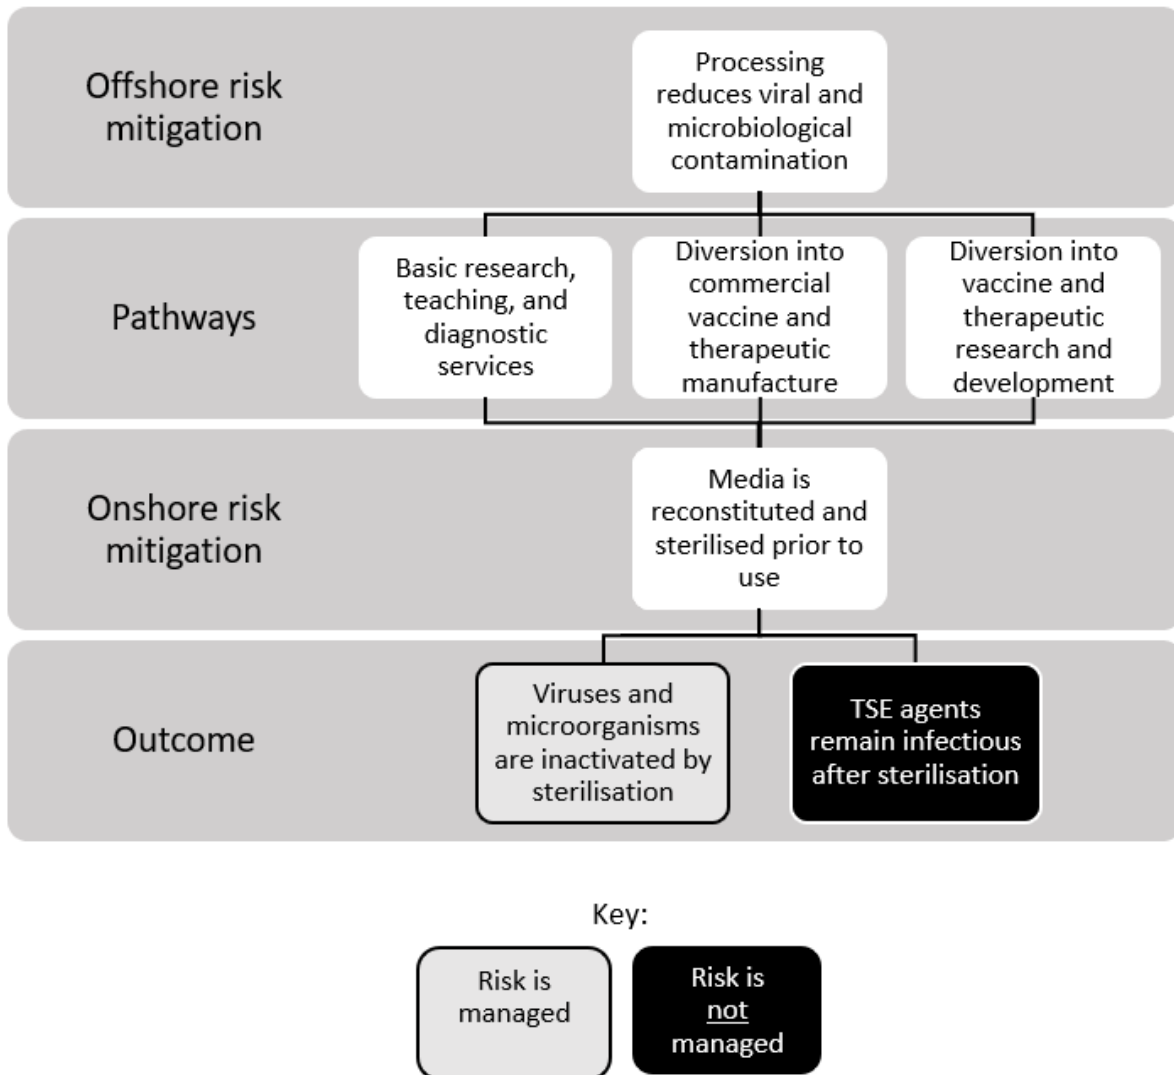 Offshore risk
mitigation
Processing
reduces viral and
microbiological
contamination
Pathways
Basic research,
teaching, and
diagnostic
services
Diversion into
commercial
vaccine and
therapeutic
manufacture
Diversion into
vaccine and
therapeutic
research and
development
Onshore risk
mitigation
Media is
reconstituted and
sterilised prior to
use
Outcome
Viruses and
microorganisms
are inactivated by
sterilisation
TSE agents
remain infectious
after sterilisation
Key:
Risk is
managed
Risk is
not
managed